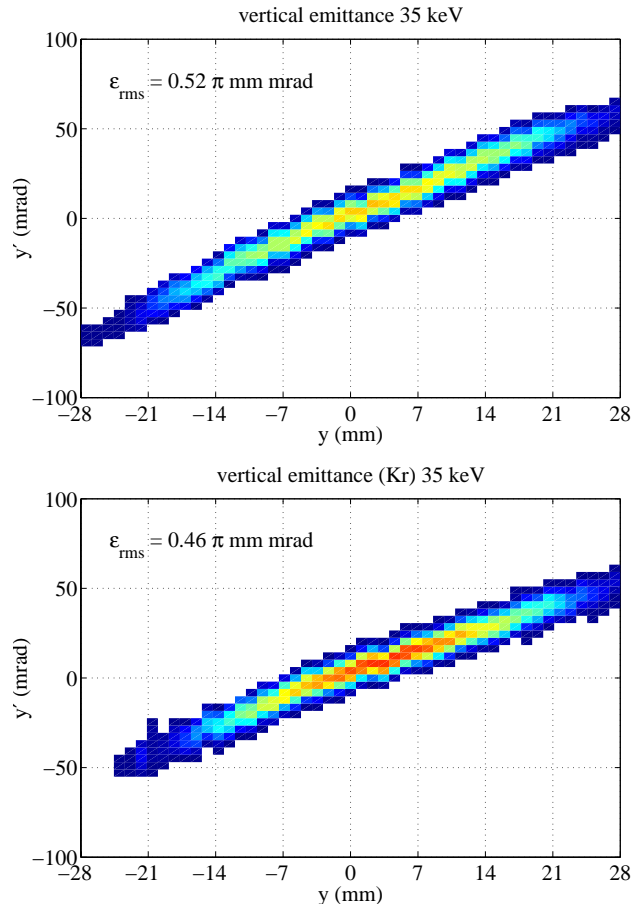 vertical emittance 35 keV
100
50
0
−50
−100
y′ (mrad)
ε_rms = 0.52 π mm mrad
−28 −21 −14 −7 0 7 14 21 28
y (mm)
vertical emittance (Kr) 35 keV
100
50
0
−50
−100
y′ (mrad)
ε_rms = 0.46 π mm mrad
−28 −21 −14 −7 0 7 14 21 28
y (mm)